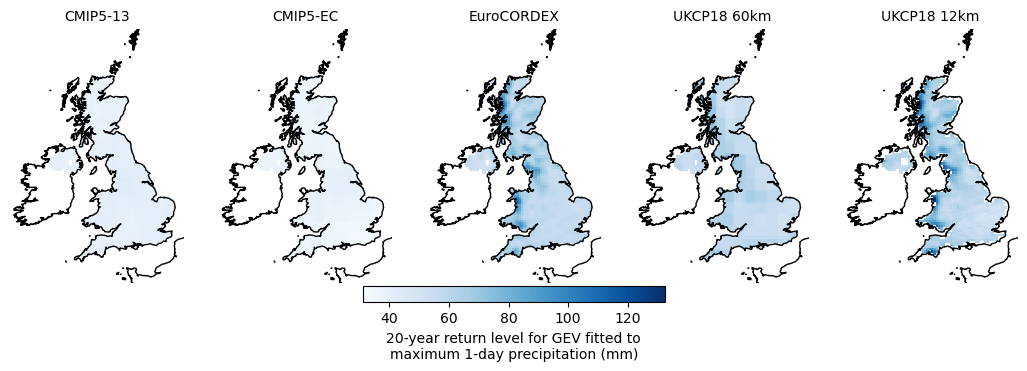 CMIP5-13
CMIP5-EC
EuroCORDEX
UKCP18 60km
UKCP18 12km
40
60
80
100
120
20-year return level for GEV fitted to
maximum 1-day precipitation (mm)